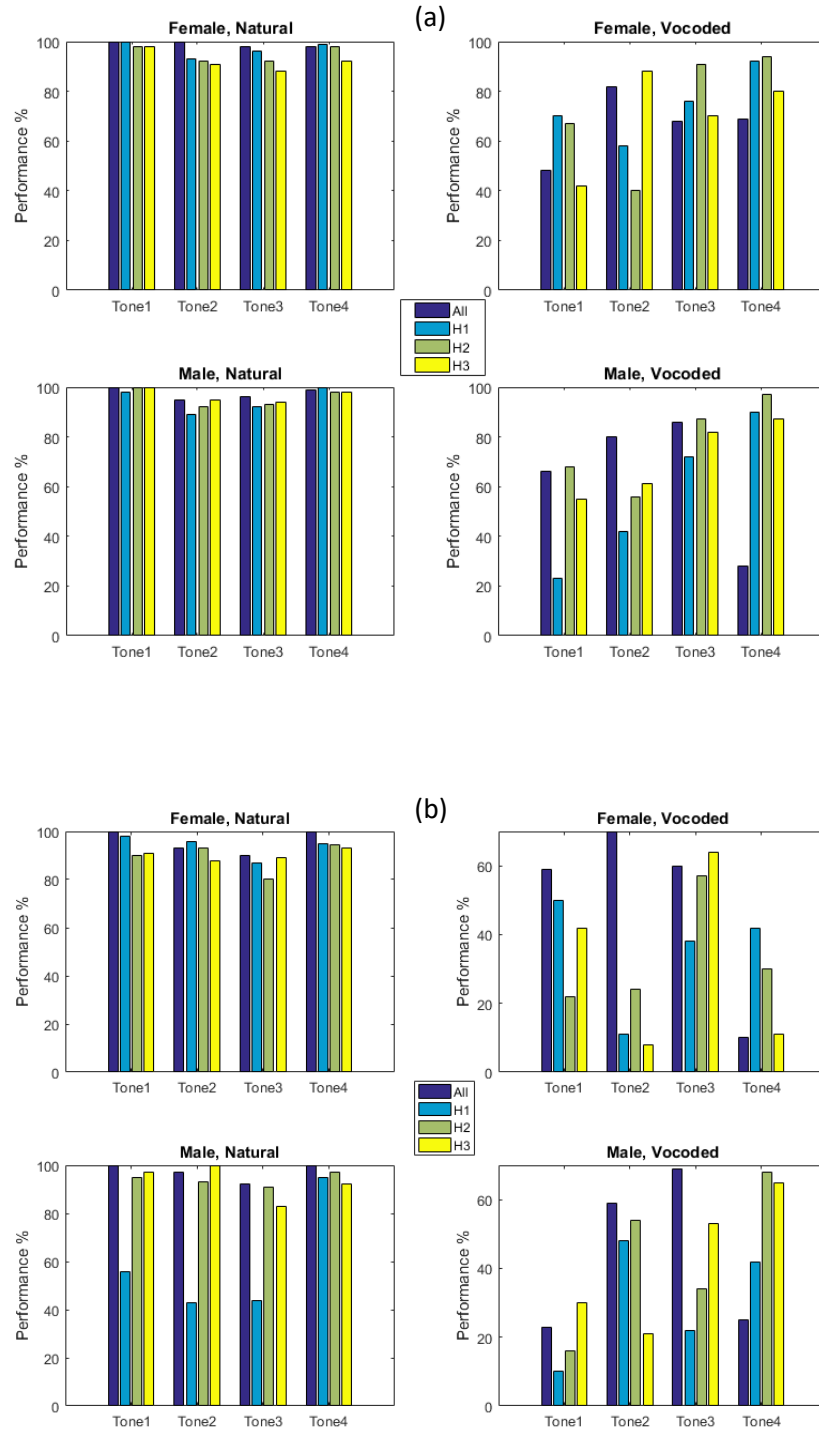 (a)
Female, Natural
Performance %
100
80
60
40
20
0
Tone1 Tone2 Tone3 Tone4
Female, Vocoded
Performance %
100
80
60
40
20
0
Tone1 Tone2 Tone3 Tone4
All
H1
H2
H3
Male, Natural
Performance %
100
80
60
40
20
0
Tone1 Tone2 Tone3 Tone4
Male, Vocoded
Performance %
100
80
60
40
20
0
Tone1 Tone2 Tone3 Tone4
(b)
Female, Natural
Performance %
100
80
60
40
20
0
Tone1 Tone2 Tone3 Tone4
Female, Vocoded
Performance %
60
40
20
0
Tone1 Tone2 Tone3 Tone4
All
H1
H2
H3
Male, Natural
Performance %
100
80
60
40
20
0
Tone1 Tone2 Tone3 Tone4
Male, Vocoded
Performance %
60
40
20
0
Tone1 Tone2 Tone3 Tone4